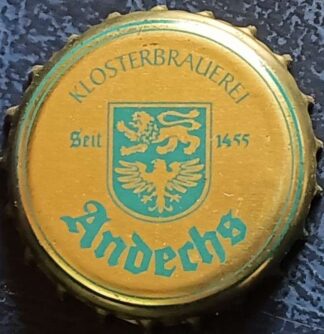 KLOSTERBRAUEREI
Seit 1455
Andechs